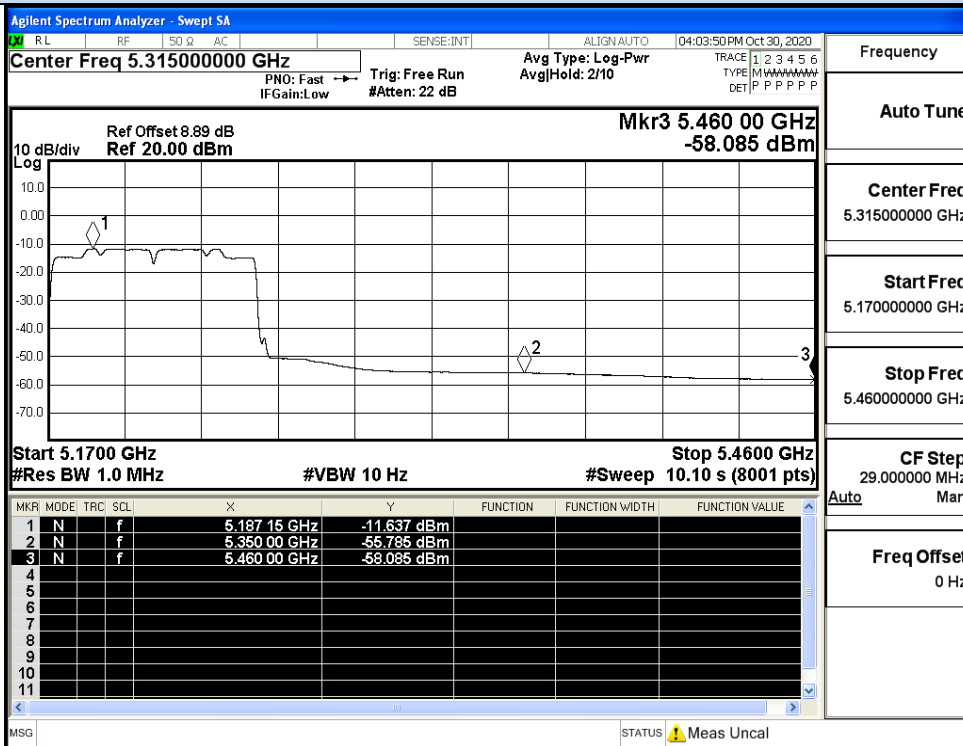 Agilent Spectrum Analyzer - Swept SA
LXI RL RF 50 Ω AC SENSE:INT ALIGN AUTO 04:03:50 PM Oct 30, 2020
Center Freq 5.315000000 GHz
PNO: Fast
IFGain:Low
Trig: Free Run
#Atten: 22 dB
Avg Type: Log-Pwr
Avg|Hold: 2/10
TRACE 1 2 3 4 5 6
TYPE M WWWWW
DET P P P P P P
Ref Offset 8.89 dB
10 dB/div Ref 20.00 dBm
Log
Mkr3 5.460 00 GHz
-58.085 dBm
10.0
0.00
-10.0
-20.0
-30.0
-40.0
-50.0
-60.0
-70.0
1
2
3
Start 5.1700 GHz Stop 5.4600 GHz
#Res BW 1.0 MHz #VBW 10 Hz #Sweep 10.10 s (8001 pts)
MKR MODE TRC SCL X Y FUNCTION FUNCTION WIDTH FUNCTION VALUE
1 N f 5.187 15 GHz -11.637 dBm
2 N f 5.350 00 GHz -55.785 dBm
3 N f 5.460 00 GHz -58.085 dBm
4
5
6
7
8
9
10
11
MSG STATUS Meas Uncal
Frequency
Auto Tune
Center Freq
5.315000000 GHz
Start Freq
5.170000000 GHz
Stop Freq
5.460000000 GHz
CF Step
29.000000 MHz
Auto Man
Freq Offset
0 Hz